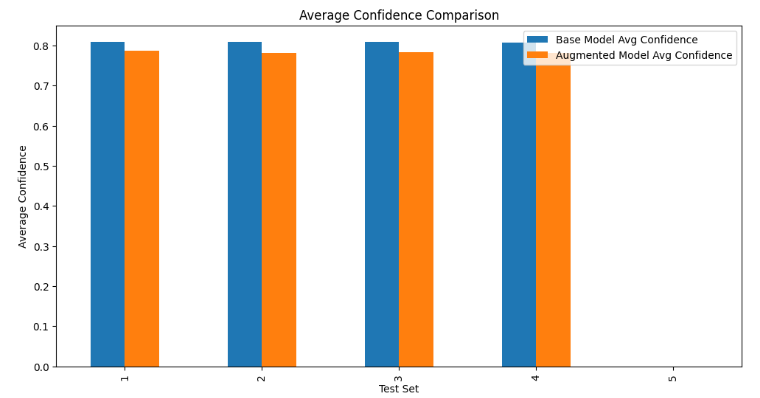 Average Confidence Comparison
Base Model Avg Confidence
Augmented Model Avg Confidence
Average Confidence
0.8
0.7
0.6
0.5
0.4
0.3
0.2
0.1
0.0
1
2
3
4
5
Test Set